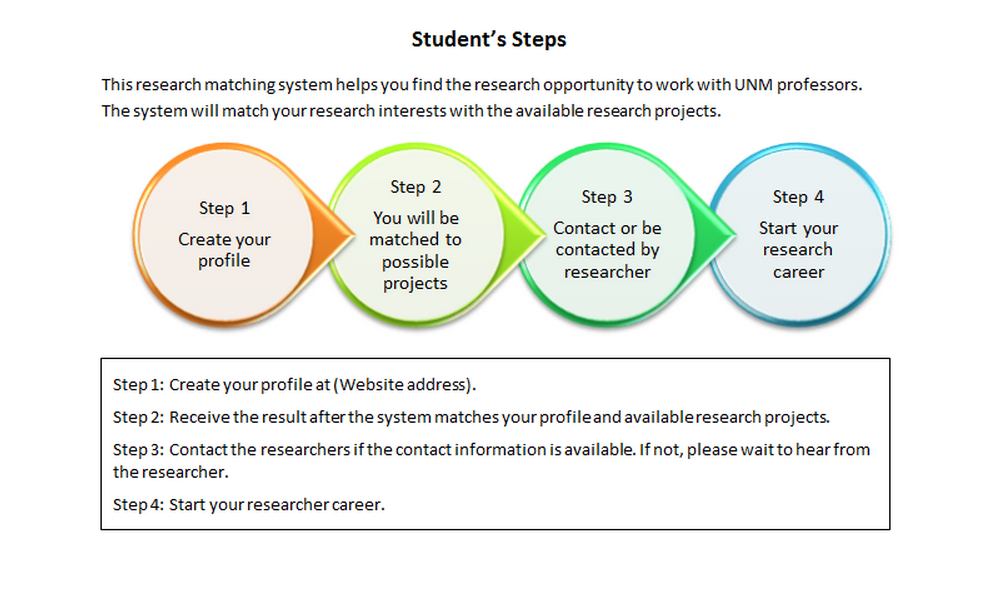 Student’s Steps
This research matching system helps you find the research opportunity to work with UNM professors.
The system will match your research interests with the available research projects.
Step 1
Create your
profile
Step 2
You will be
matched to
possible
projects
Step 3
Contact or be
contacted by
researcher
Step 4
Start your
research
career
Step 1: Create your profile at (Website address).
Step 2: Receive the result after the system matches your profile and available research projects.
Step 3: Contact the researchers if the contact information is available. If not, please wait to hear from
the researcher.
Step 4: Start your researcher career.